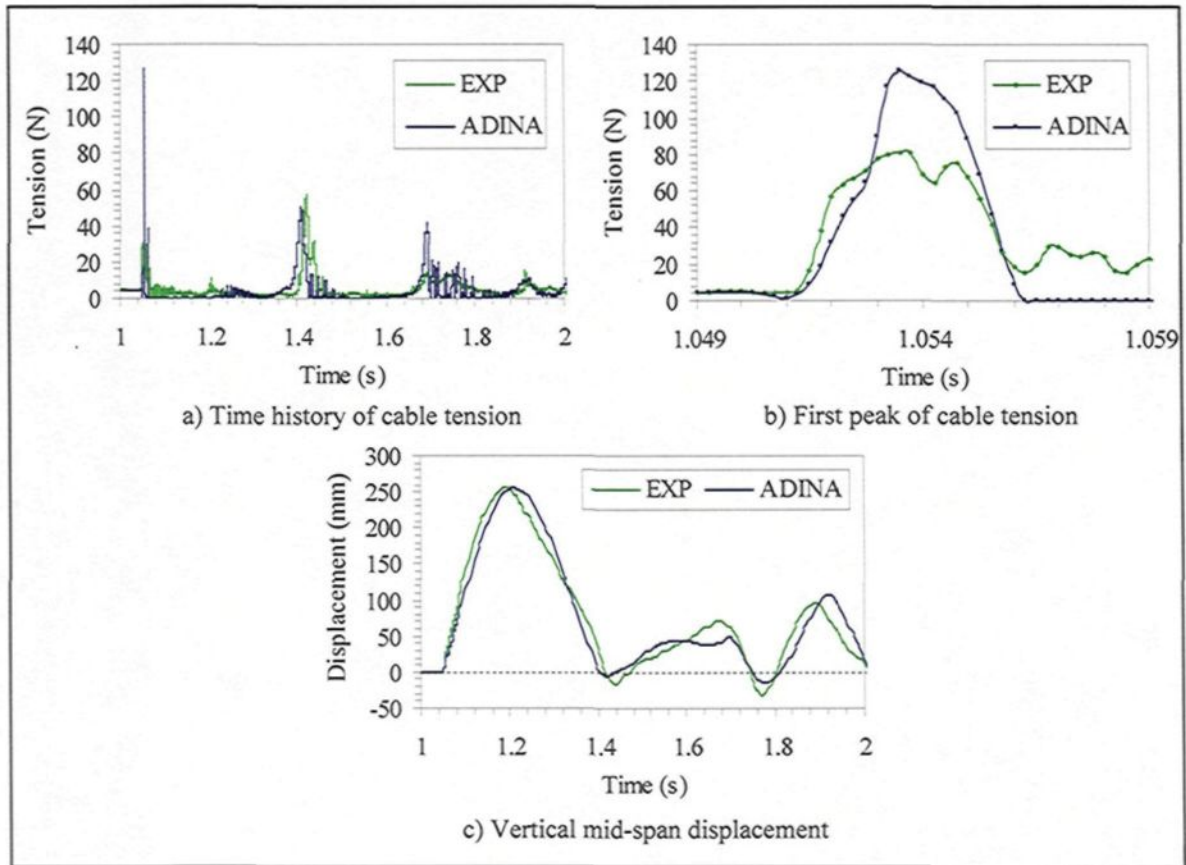 140
120
100
80
60
40
20
0
Tension (N)
EXP
ADINA
1 1.2 1.4 1.6 1.8 2
Time (s)
a) Time history of cable tension
140
120
100
80
60
40
20
0
Tension (N)
EXP
ADINA
1.049 1.054 1.059
Time (s)
b) First peak of cable tension
300
250
200
150
100
50
0
-50
Displacement (mm)
EXP ADINA
1 1.2 1.4 1.6 1.8 2
Time (s)
c) Vertical mid-span displacement